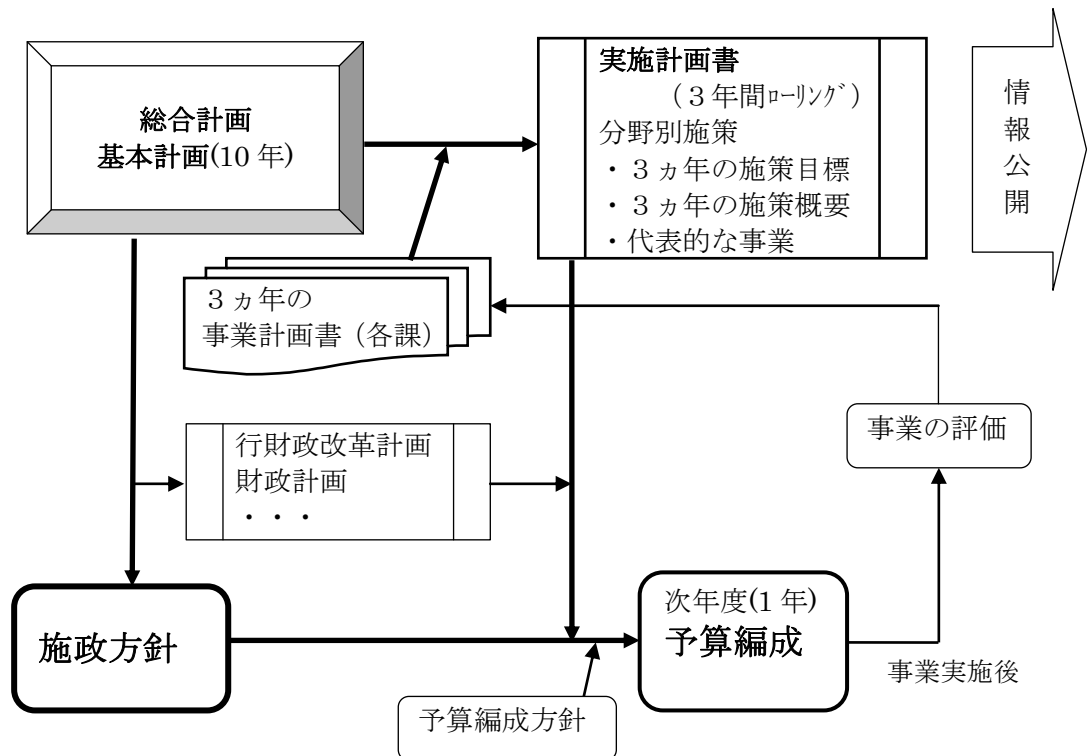 総合計画
基本計画(10 年)
実施計画書
（３年間ﾛｰﾘﾝｸﾞ）
分野別施策
・３ヵ年の施策目標
・３ヵ年の施策概要
・代表的な事業
情報公開
３ヵ年の
事業計画書（各課）
事業の評価
行財政改革計画
財政計画
・・・
施政方針
次年度(1 年)
予算編成
事業実施後
予算編成方針